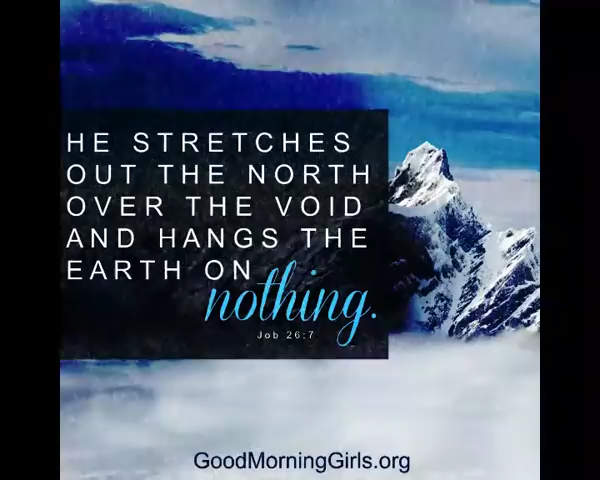 HE STRETCHES
OUT THE NORTH
OVER THE VOID
AND HANGS THE
EARTH ON
nothing.
Job 26:7
GoodMorningGirls.org